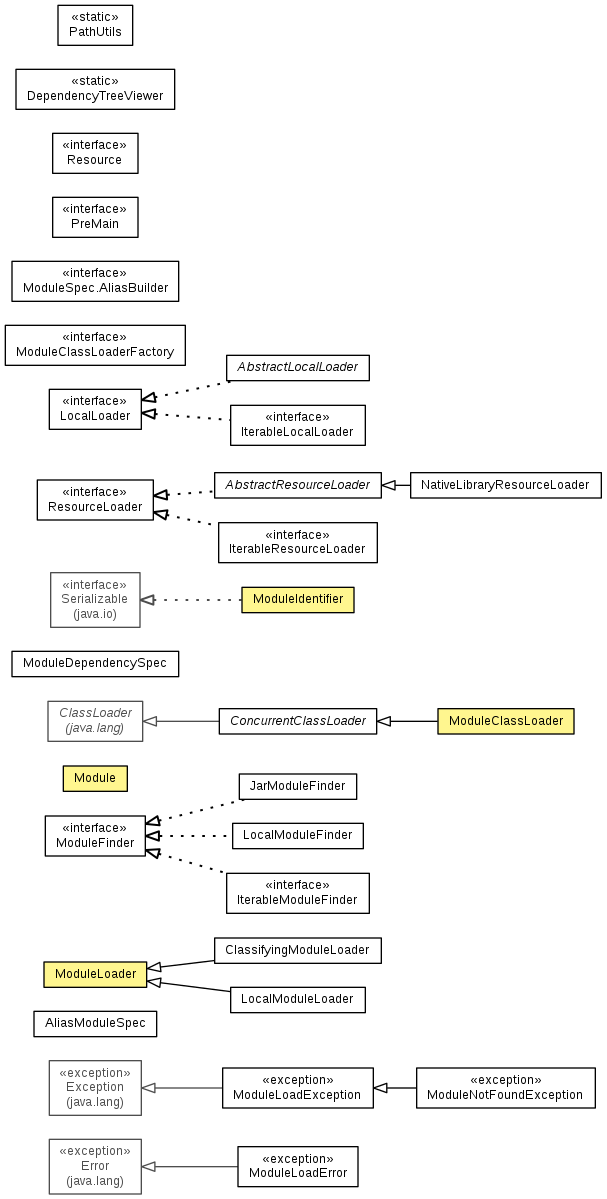 «static»
PathUtils
«static»
DependencyTreeViewer
«interface»
Resource
«interface»
PreMain
«interface»
ModuleSpec.AliasBuilder
«interface»
ModuleClassLoaderFactory
«interface»
LocalLoader
AbstractLocalLoader
«interface»
IterableLocalLoader
«interface»
ResourceLoader
AbstractResourceLoader
NativeLibraryResourceLoader
«interface»
IterableResourceLoader
«interface»
Serializable
(java.io)
ModuleIdentifier
ModuleDependencySpec
ClassLoader
(java.lang)
ConcurrentClassLoader
ModuleClassLoader
Module
«interface»
ModuleFinder
JarModuleFinder
LocalModuleFinder
«interface»
IterableModuleFinder
ModuleLoader
ClassifyingModuleLoader
LocalModuleLoader
AliasModuleSpec
«exception»
Exception
(java.lang)
«exception»
ModuleLoadException
«exception»
ModuleNotFoundException
«exception»
Error
(java.lang)
«exception»
ModuleLoadError